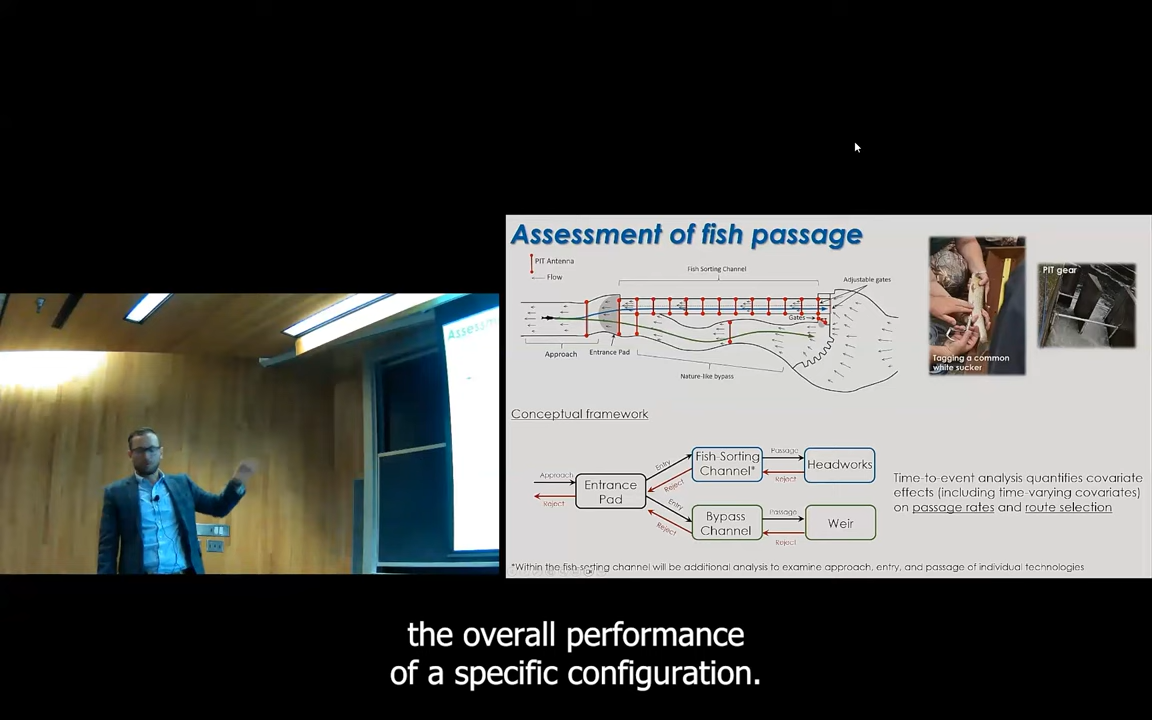 Assessment of fish passage
PIT Antenna
Flow
Fish Sorting Channel
Adjustable gates
Gates
Approach
Entrance Pad
Nature-like bypass
PIT gear
Tagging a common
white sucker
Conceptual framework
Approach
Reject
Entrance
Pad
Entry
Reject
Fish-Sorting
Channel*
Passage
Reject
Headworks
Entry
Reject
Bypass
Channel
Passage
Reject
Weir
Time-to-event analysis quantifies covariate
effects (including time-varying covariates)
on passage rates and route selection
*Within the fish sorting channel will be additional analysis to examine approach, entry, and passage of individual technologies
Assessm
the overall performance
of a specific configuration.